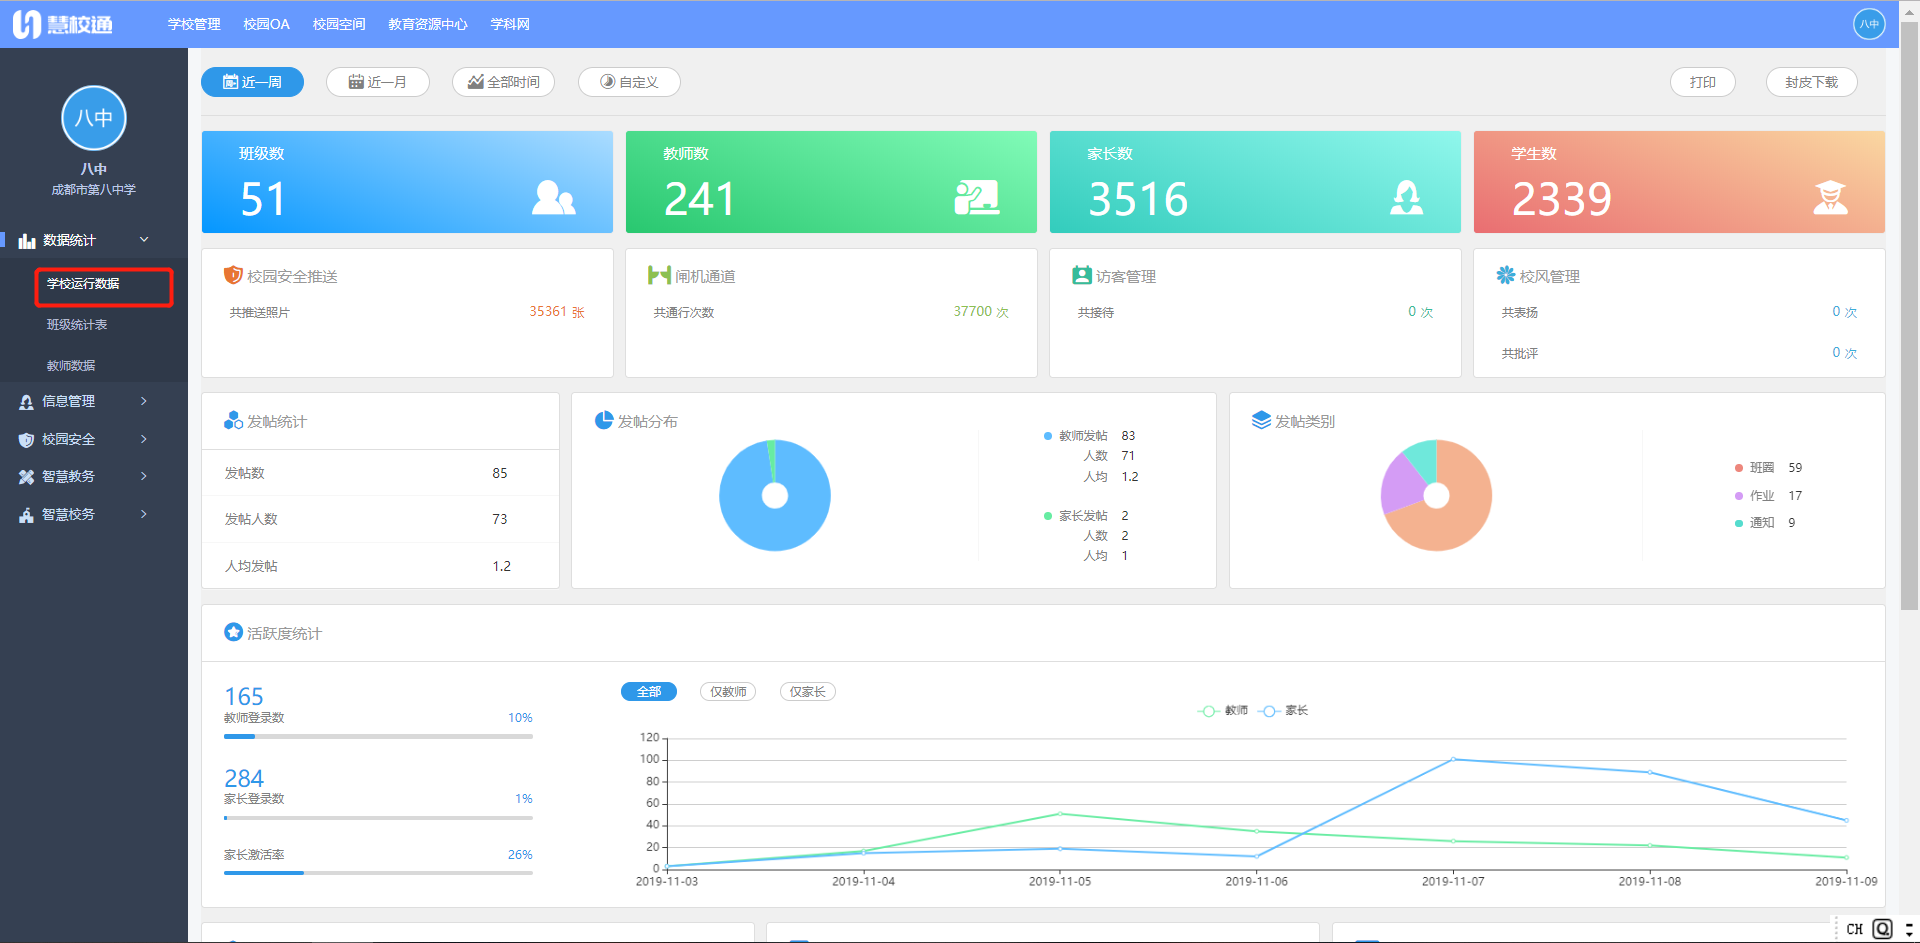 慧校通
学校管理
校园OA
校园空间
教育资源中心
学科网
八中
八中
八中
成都市第八中学
数据统计
学校运行数据
班级统计表
教师数据
信息管理
校园安全
智慧教务
智慧校务
近一周
近一月
全部时间
自定义
打印
封皮下载
班级数
51
教师数
241
家长数
3516
学生数
2339
校园安全推送
共推送照片
35361 张
闸机通道
共通行次数
37700 次
访客管理
共接待
0 次
校风管理
共表扬
0 次
共批评
0 次
发帖统计
发帖数
85
发帖人数
73
人均发帖
1.2
发帖分布
教师发帖 83
人数 71
人均 1.2
家长发帖 2
人数 2
人均 1
发帖类别
班圈 59
作业 17
通知 9
活跃度统计
165
教师登录数
10%
284
家长登录数
1%
家长激活率
26%
全部
仅教师
仅家长
教师
家长
120
100
80
60
40
20
0
2019-11-03
2019-11-04
2019-11-05
2019-11-06
2019-11-07
2019-11-08
2019-11-09
CH